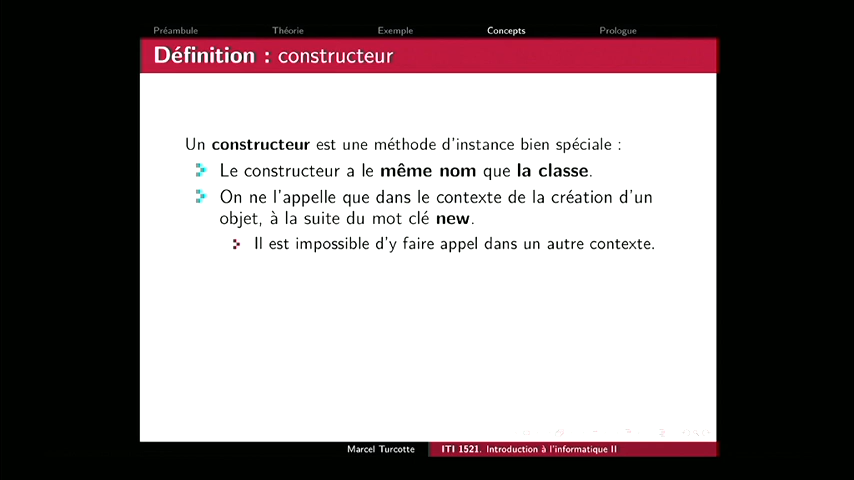 Préambule Théorie Exemple Concepts Prologue
Définition : constructeur
Un constructeur est une méthode d'instance bien spéciale :
Le constructeur a le même nom que la classe.
On ne l'appelle que dans le contexte de la création d'un
objet, à la suite du mot clé new.
Il est impossible d'y faire appel dans un autre contexte.
Marcel Turcotte ITI 1521. Introduction à l'informatique II